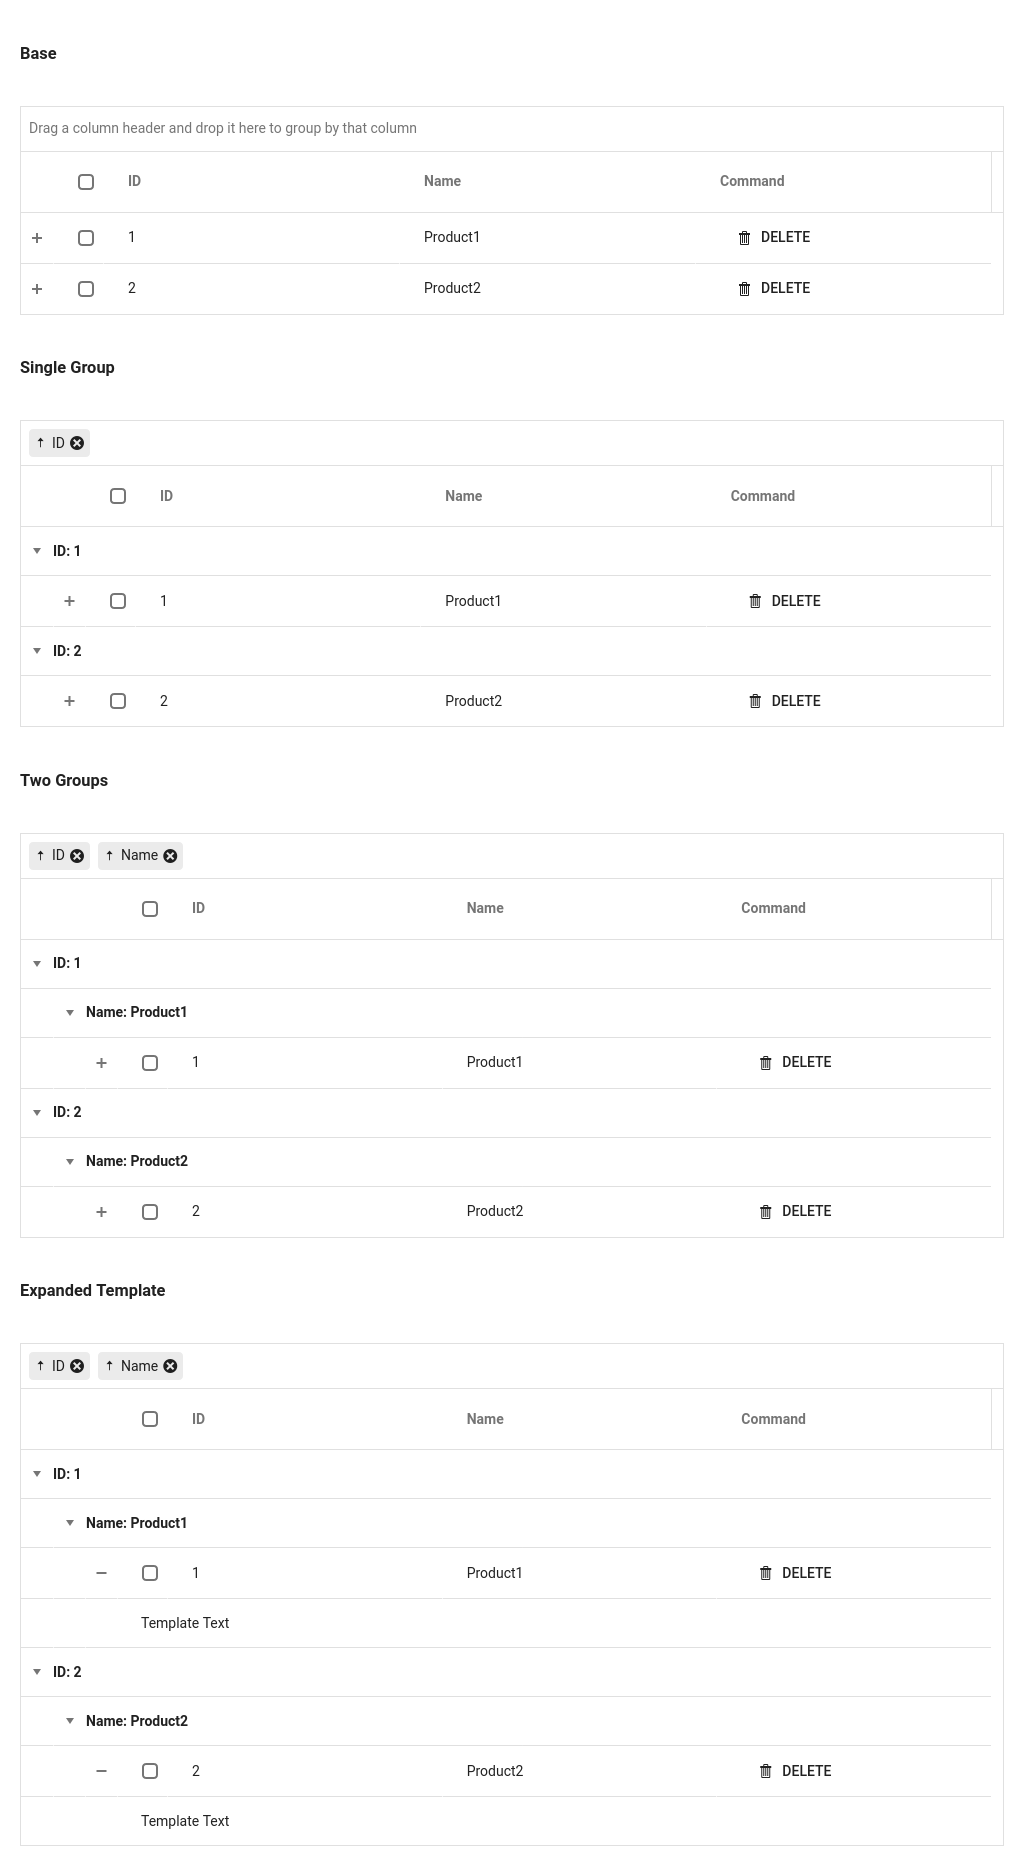 Base
Drag a column header and drop it here to group by that column
ID Name Command
1 Product1 DELETE
2 Product2 DELETE
Single Group
ID
ID Name Command
ID: 1
1 Product1 DELETE
ID: 2
2 Product2 DELETE
Two Groups
ID Name
ID Name Command
ID: 1
Name: Product1
1 Product1 DELETE
ID: 2
Name: Product2
2 Product2 DELETE
Expanded Template
ID Name
ID Name Command
ID: 1
Name: Product1
1 Product1 DELETE
Template Text
ID: 2
Name: Product2
2 Product2 DELETE
Template Text